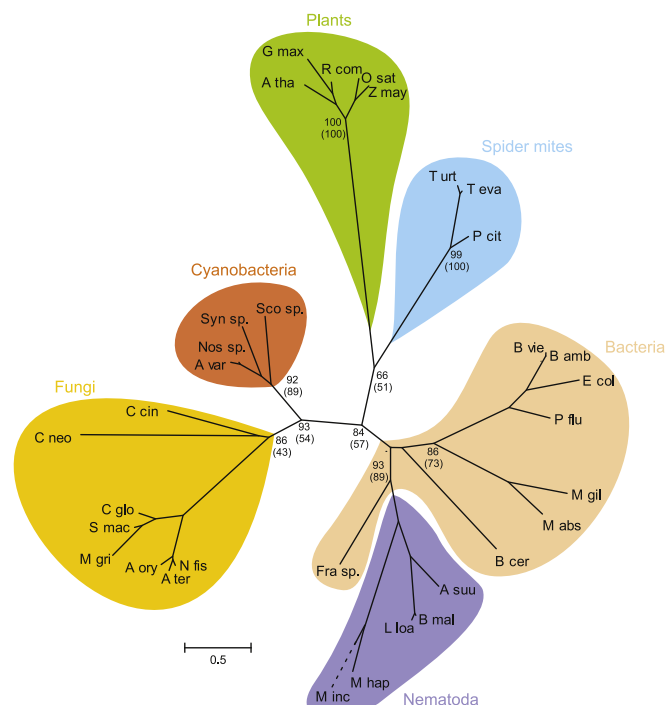 Plants
G max
R com
O sat
A tha
Z may
100
(100)
Spider mites
T urt
T eva
P cit
99
(100)
Cyanobacteria
Sco sp.
Syn sp.
Nos sp.
A var
92
(89)
66
(51)
Bacteria
B vie
B amb
E col
P flu
86
(73)
M gil
M abs
B cer
Fungi
C cin
C neo
86
(43)
93
(54)
84
(57)
-
93
(89)
C glo
S mac
M gri
A ory
N fis
A ter
Fra sp.
A suu
B mal
L loa
M hap
M inc
Nematoda
0.5